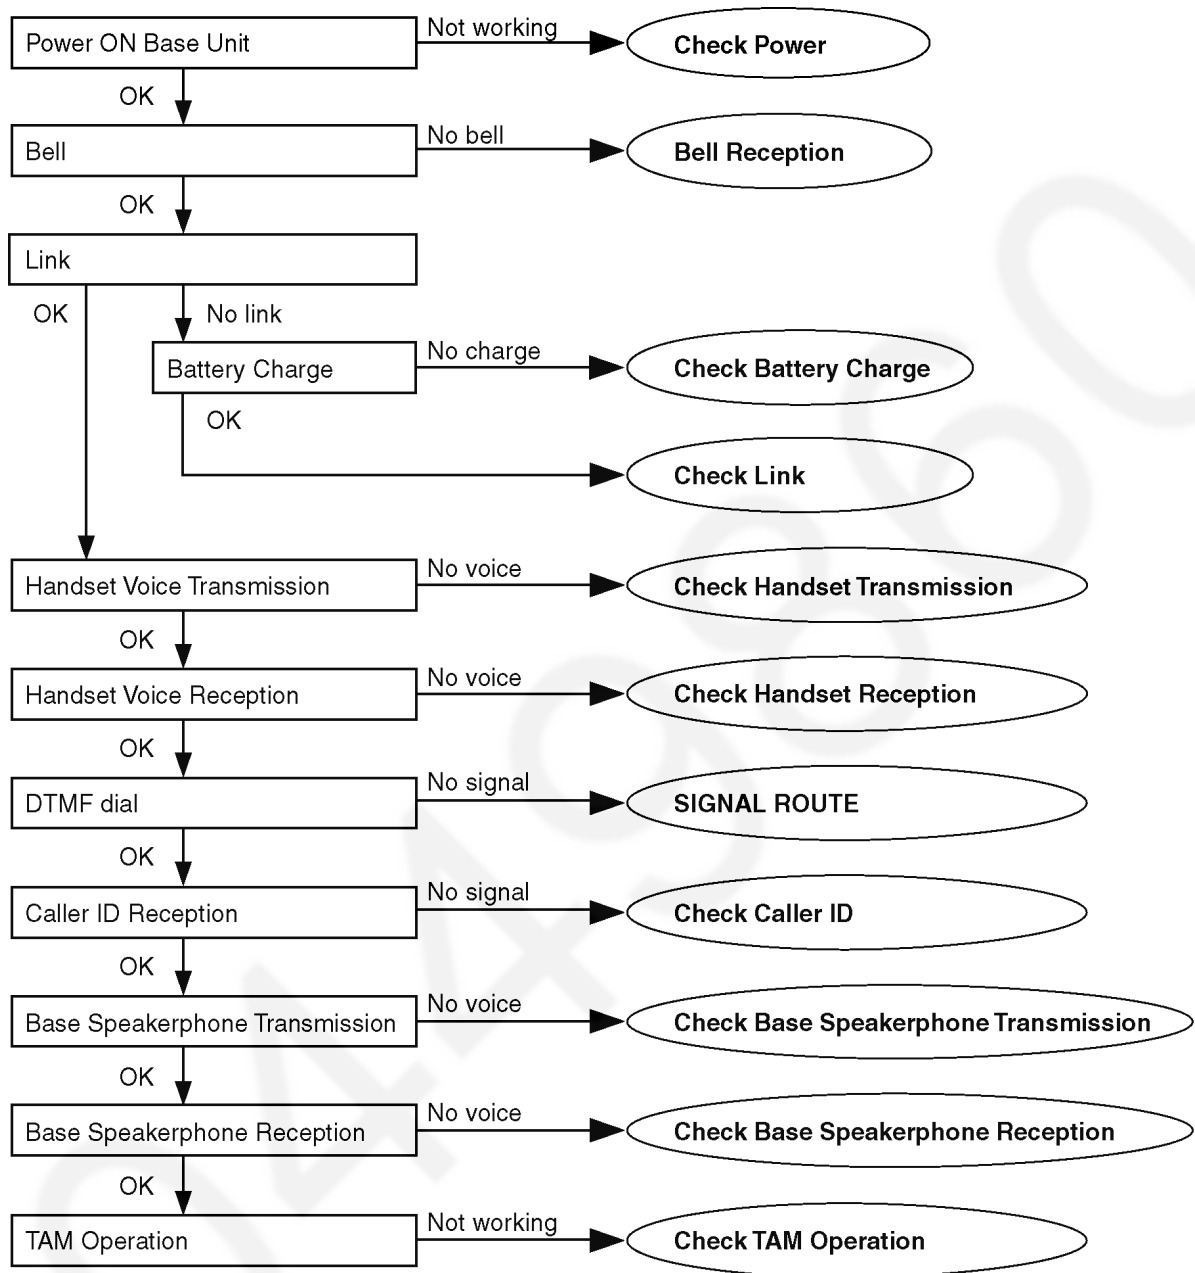 Power ON Base Unit
Not working
Check Power
OK
Bell
No bell
Bell Reception
OK
Link
OK
No link
Battery Charge
No charge
Check Battery Charge
OK
Check Link
Handset Voice Transmission
No voice
Check Handset Transmission
OK
Handset Voice Reception
No voice
Check Handset Reception
OK
DTMF dial
No signal
SIGNAL ROUTE
OK
Caller ID Reception
No signal
Check Caller ID
OK
Base Speakerphone Transmission
No voice
Check Base Speakerphone Transmission
OK
Base Speakerphone Reception
No voice
Check Base Speakerphone Reception
OK
TAM Operation
Not working
Check TAM Operation